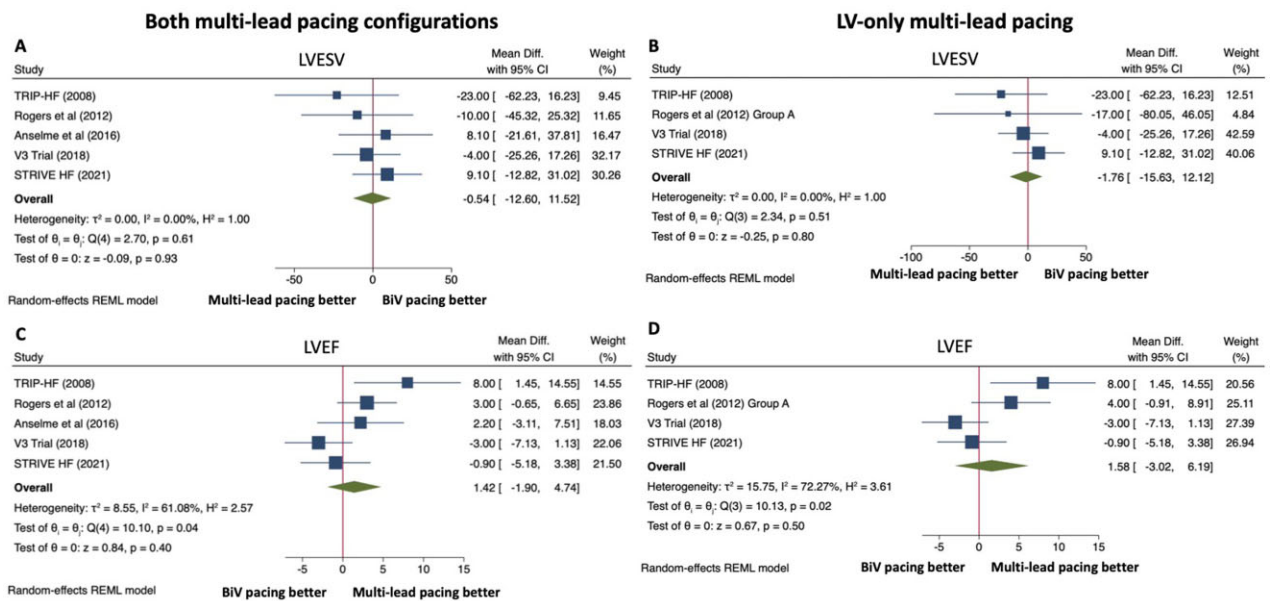 Both multi-lead pacing configurations
LV-only multi-lead pacing
A
LVESV
Mean Diff. Weight
Study with 95% CI (%)
TRIP-HF (2008) -23.00 [ -62.23, 16.23] 9.45
Rogers et al (2012) -10.00 [ -45.32, 25.32] 11.65
Anselme et al (2016) 8.10 [ -21.61, 37.81] 16.47
V3 Trial (2018) -4.00 [ -25.26, 17.26] 32.17
STRIVE HF (2021) 9.10 [ -12.82, 31.02] 30.26
Overall -0.54 [ -12.60, 11.52]
Heterogeneity: τ² = 0.00, I² = 0.00%, H² = 1.00
Test of θᵢ = θⱼ: Q(4) = 2.70, p = 0.61
Test of θ = 0: z = -0.09, p = 0.93
-50 0 50
Random-effects REML model Multi-lead pacing better BiV pacing better
B
LVESV
Mean Diff. Weight
Study with 95% CI (%)
TRIP-HF (2008) -23.00 [ -62.23, 16.23] 12.51
Rogers et al (2012) Group A -17.00 [ -80.05, 46.05] 4.84
V3 Trial (2018) -4.00 [ -25.26, 17.26] 42.59
STRIVE HF (2021) 9.10 [ -12.82, 31.02] 40.06
Overall -1.76 [ -15.63, 12.12]
Heterogeneity: τ² = 0.00, I² = 0.00%, H² = 1.00
Test of θᵢ = θⱼ: Q(3) = 2.34, p = 0.51
Test of θ = 0: z = -0.25, p = 0.80
-100 -50 0 50
Random-effects REML model Multi-lead pacing better BiV pacing better
C
LVEF
Mean Diff. Weight
Study with 95% CI (%)
TRIP-HF (2008) 8.00 [ 1.45, 14.55] 14.55
Rogers et al (2012) 3.00 [ -0.65, 6.65] 23.86
Anselme et al (2016) 2.20 [ -3.11, 7.51] 18.03
V3 Trial (2018) -3.00 [ -7.13, 1.13] 22.06
STRIVE HF (2021) -0.90 [ -5.18, 3.38] 21.50
Overall 1.42 [ -1.90, 4.74]
Heterogeneity: τ² = 8.55, I² = 61.08%, H² = 2.57
Test of θᵢ = θⱼ: Q(4) = 10.10, p = 0.04
Test of θ = 0: z = 0.84, p = 0.40
-5 0 5 10 15
Random-effects REML model BiV pacing better Multi-lead pacing better
D
LVEF
Mean Diff. Weight
Study with 95% CI (%)
TRIP-HF (2008) 8.00 [ 1.45, 14.55] 20.56
Rogers et al (2012) Group A 4.00 [ -0.91, 8.91] 25.11
V3 Trial (2018) -3.00 [ -7.13, 1.13] 27.39
STRIVE HF (2021) -0.90 [ -5.18, 3.38] 26.94
Overall 1.58 [ -3.02, 6.19]
Heterogeneity: τ² = 15.75, I² = 72.27%, H² = 3.61
Test of θᵢ = θⱼ: Q(3) = 10.13, p = 0.02
Test of θ = 0: z = 0.67, p = 0.50
-5 0 5 10 15
Random-effects REML model BiV pacing better Multi-lead pacing better